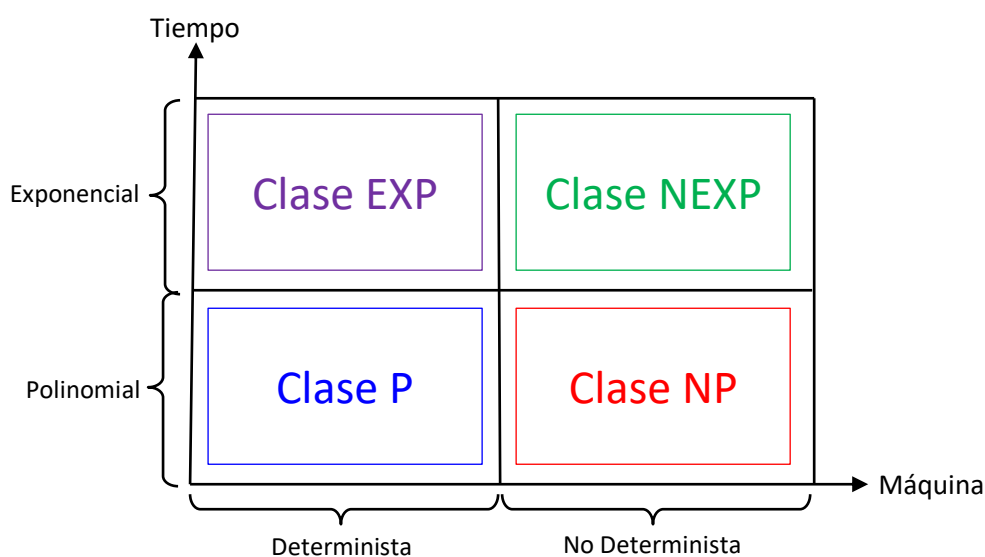 Tiempo
Exponencial
Clase EXP
Clase NEXP
Polinomial
Clase P
Clase NP
Máquina
Determinista
No Determinista